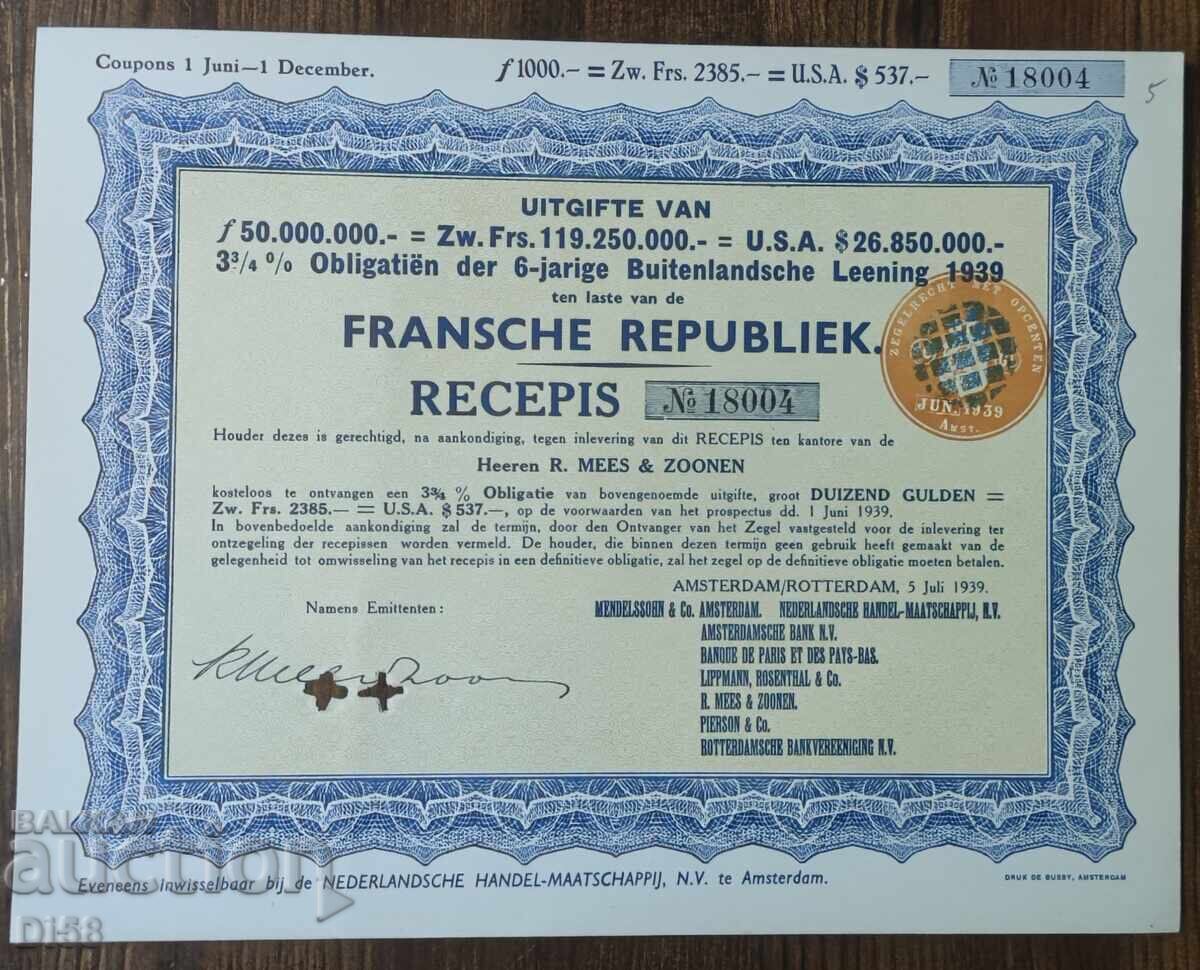 Coupons 1 Juni—1 December.
ƒ 1000.- = Zw. Frs. 2385.- = U.S.A. $ 537.-
No 18004
5
UITGIFTE VAN
ƒ 50.000.000.- = Zw. Frs. 119.250.000.- = U.S.A. $ 26.850.000.-
3¾ % Obligatiën der 6-jarige Buitenlandsche Leening 1939
ten laste van de
FRANSCHE REPUBLIEK.
ZEGELRECHT MET OPCENTEN
JUN. 1939
AMST.
RECEPIS No 18004
Houder dezes is gerechtigd, na aankondiging, tegen inlevering van dit RECEPIS ten kantore van de
Heeren R. MEES & ZOONEN
kosteloos te ontvangen een 3¾ % Obligatie van bovengenoemde uitgifte, groot DUIZEND GULDEN =
Zw. Frs. 2385.— = U.S.A. $ 537.—, op de voorwaarden van het prospectus dd. 1 Juni 1939.
In bovenbedoelde aankondiging zal de termijn, door den Ontvanger van het Zegel vastgesteld voor de inlevering ter
ontzegeling der recepissen worden vermeld. De houder, die binnen dezen termijn geen gebruik heeft gemaakt van de
gelegenheid tot omwisseling van het recepis in een definitieve obligatie, zal het zegel op de definitieve obligatie moeten betalen.
AMSTERDAM/ROTTERDAM, 5 Juli 1939.
Namens Emittenten:
MENDELSSOHN & Co. AMSTERDAM. NEDERLANDSCHE HANDEL-MAATSCHAPPIJ, N.V.
AMSTERDAMSCHE BANK N.V.
BANQUE DE PARIS ET DES PAYS-BAS.
LIPPMANN, ROSENTHAL & Co.
R. MEES & ZOONEN.
PIERSON & Co.
ROTTERDAMSCHE BANKVEREENIGING N.V.
R Mees & Zoonen
Eveneens inwisselbaar bij de NEDERLANDSCHE HANDEL-MAATSCHAPPIJ, N.V. te Amsterdam.
DRUK DE BUSSY, AMSTERDAM
BALKAN
auction
Di58